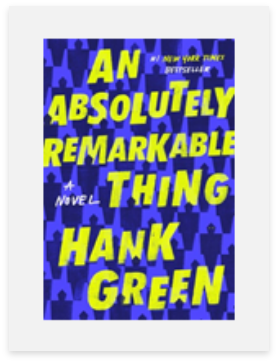 AN
#1 NEW YORK TIMES
BESTSELLER
ABSOLUTELY
REMARKABLE
A
NOVEL
THING
HANK
GREEN